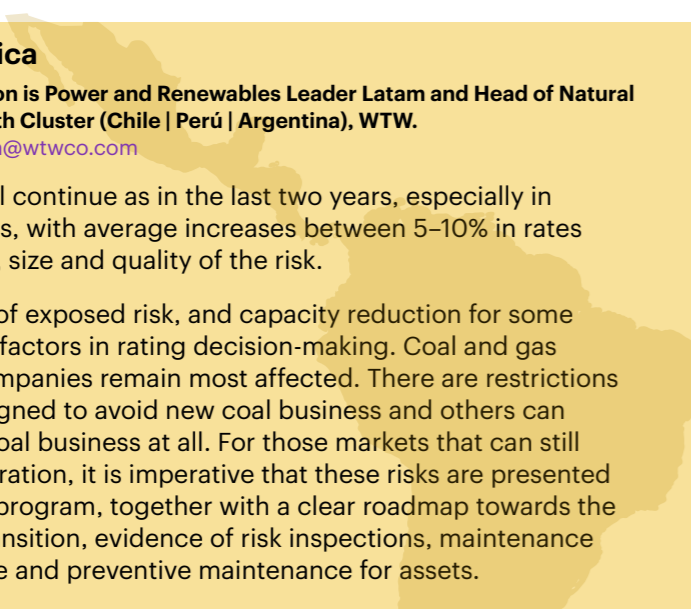 ica
on is Power and Renewables Leader Latam and Head of Natural
th Cluster (Chile | Perú | Argentina), WTW.
@wtwco.com
l continue as in the last two years, especially in
s, with average increases between 5–10% in rates
size and quality of the risk.
of exposed risk, and capacity reduction for some
factors in rating decision-making. Coal and gas
mpanies remain most affected. There are restrictions
gned to avoid new coal business and others can
oal business at all. For those markets that can still
ration, it is imperative that these risks are presented
program, together with a clear roadmap towards the
nsition, evidence of risk inspections, maintenance
e and preventive maintenance for assets.